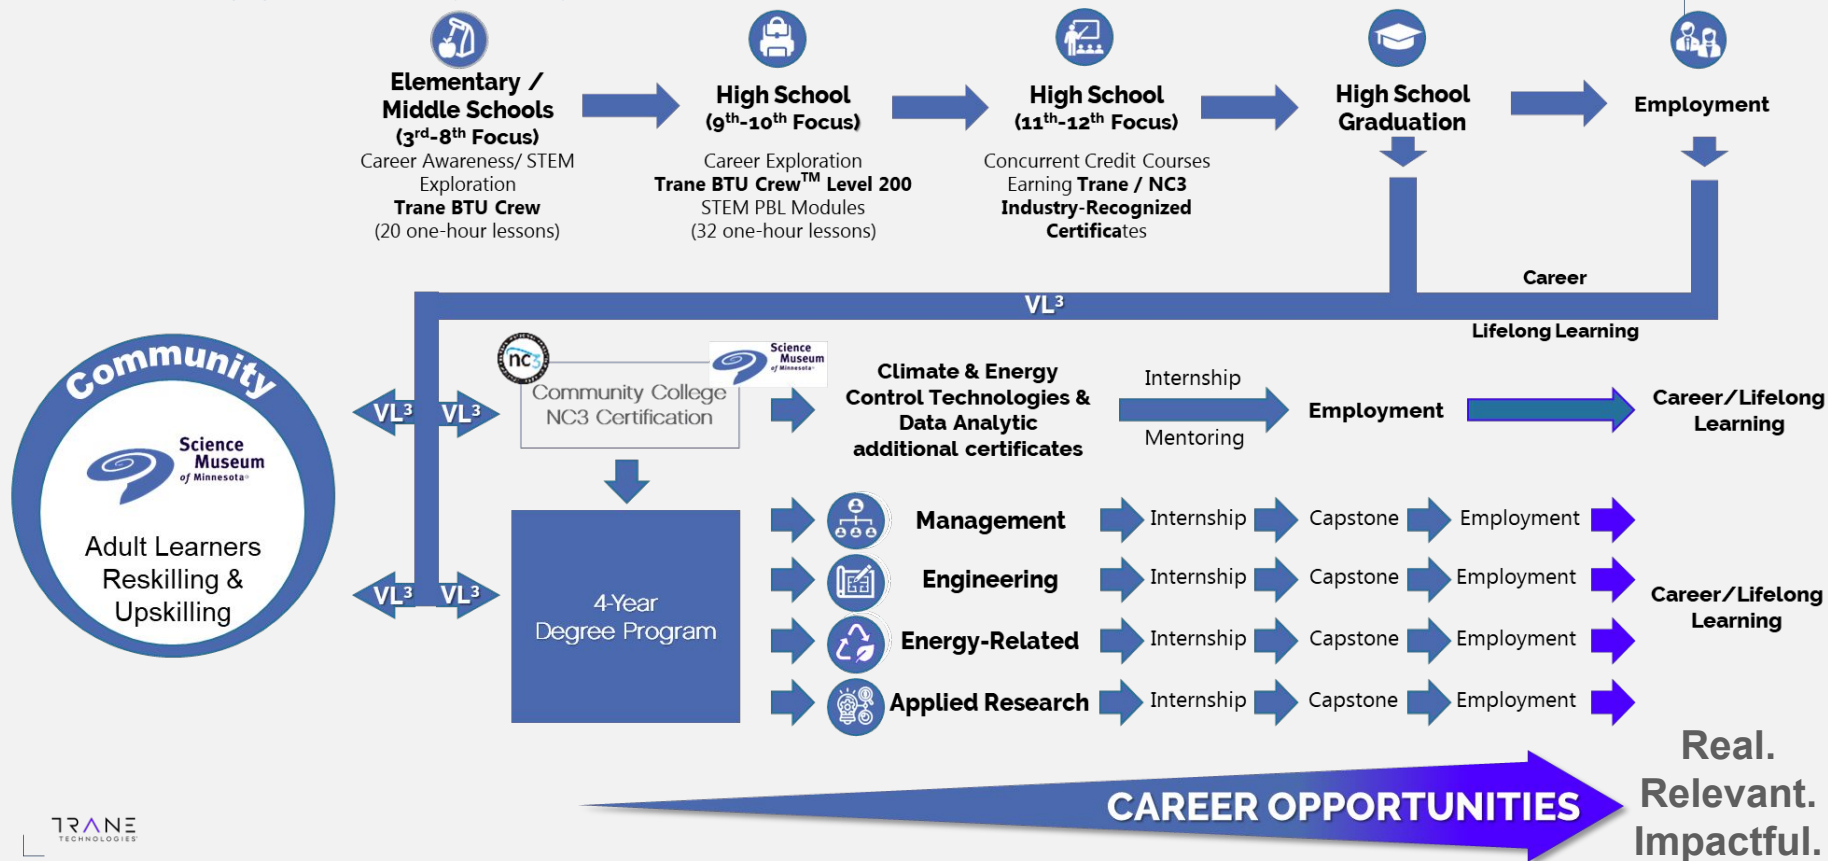 Elementary /
Middle Schools
(3rd-8th Focus)
Career Awareness/ STEM
Exploration
Trane BTU Crew
(20 one-hour lessons)
High School
(9th-10th Focus)
Career Exploration
Trane BTU Crew™ Level 200
STEM PBL Modules
(32 one-hour lessons)
High School
(11th-12th Focus)
Concurrent Credit Courses
Earning Trane / NC3
Industry-Recognized
Certificates
High School
Graduation
Employment
Career
VL³
Lifelong Learning
Community
Science
Museum
of Minnesota
Adult Learners
Reskilling &
Upskilling
VL³
VL³
nc3
Science
Museum
of Minnesota
Community College
NC3 Certification
Climate & Energy
Control Technologies &
Data Analytic
additional certificates
Internship
Mentoring
Employment
Career/Lifelong
Learning
VL³
VL³
4-Year
Degree Program
Management
Internship
Capstone
Employment
Engineering
Internship
Capstone
Employment
Energy-Related
Internship
Capstone
Employment
Applied Research
Internship
Capstone
Employment
Career/Lifelong
Learning
CAREER OPPORTUNITIES
Real.
Relevant.
Impactful.
TRANE
TECHNOLOGIES